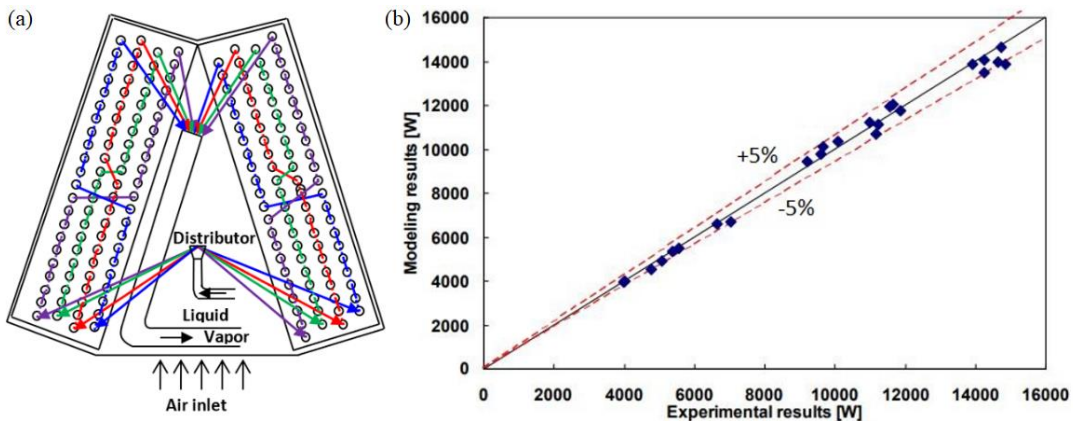 (a)
Distributor
Liquid
Vapor
Air inlet
(b)
16000
14000
12000
10000
8000
6000
4000
2000
0
Modeling results [W]
+5%
-5%
0 2000 4000 6000 8000 10000 12000 14000 16000
Experimental results [W]